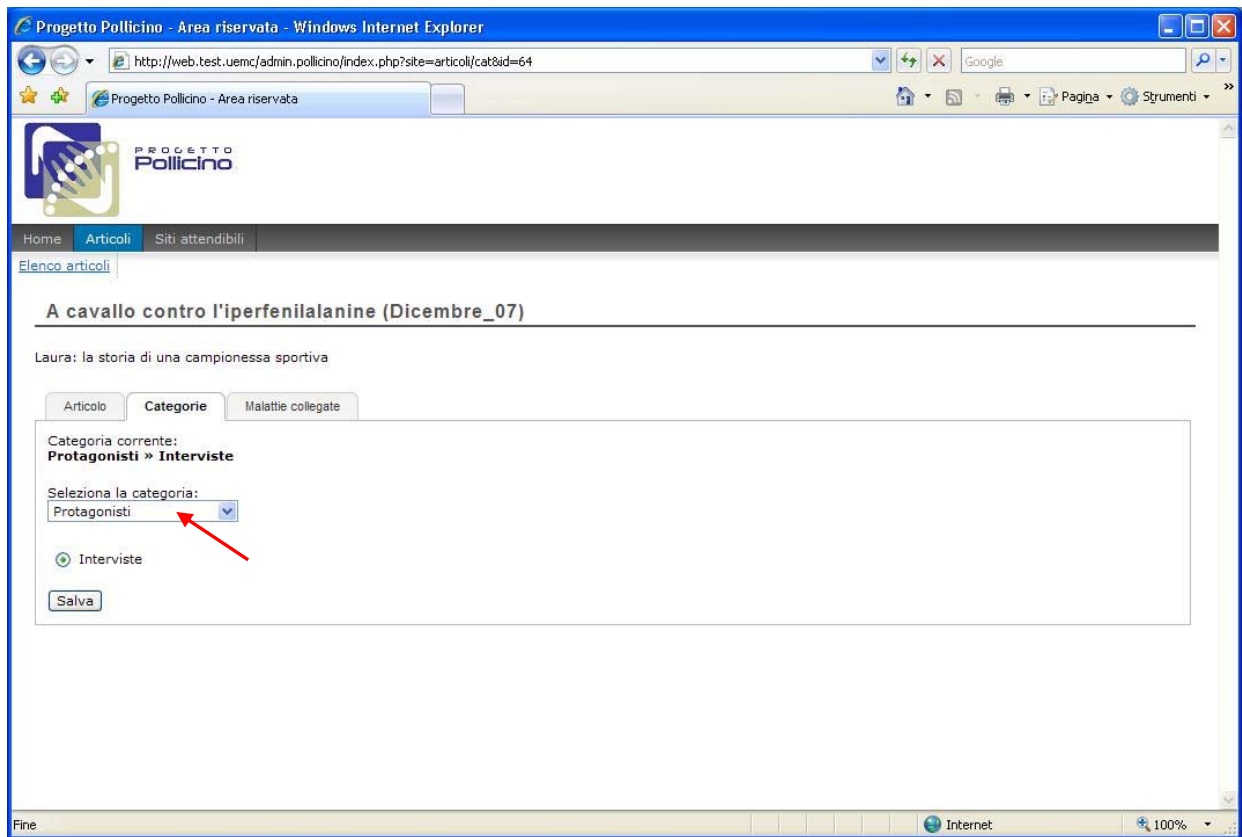 Progetto Pollicino - Area riservata - Windows Internet Explorer
http://web.test.uemc/admin.pollicino/index.php?site=articoli/cat&id=64
Google
Progetto Pollicino - Area riservata
Pagina
Strumenti
PROGETTO
Pollicino
Home Articoli Siti attendibili
Elenco articoli
A cavallo contro l'iperfenilalanine (Dicembre_07)
Laura: la storia di una campionessa sportiva
Articolo Categorie Malattie collegate
Categoria corrente:
Protagonisti » Interviste
Seleziona la categoria:
Protagonisti
Interviste
Salva
Fine Internet 100%